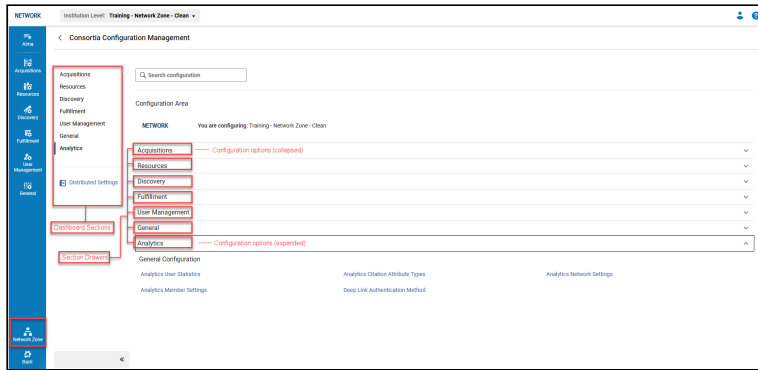 NETWORK
Institution Level: Training - Network Zone - Clean
Alma
Acquisitions
Resources
Discovery
Fulfillment
User
Management
General
Network Zone
Back
Consortia Configuration Management
Acquisitions
Resources
Discovery
Fulfillment
User Management
General
Analytics
Distributed Settings
Dashboard Sections
Section Drawers
Search configuration
Configuration Area
NETWORK You are configuring: Training - Network Zone - Clean
Acquisitions Configuration options (collapsed)
Resources
Discovery
Fulfillment
User Management
General
Analytics Configuration options (expanded)
General Configuration
Analytics User Statistics Analytics Citation Attribute Types Analytics Network Settings
Analytics Member Settings Deep Link Authentication Method